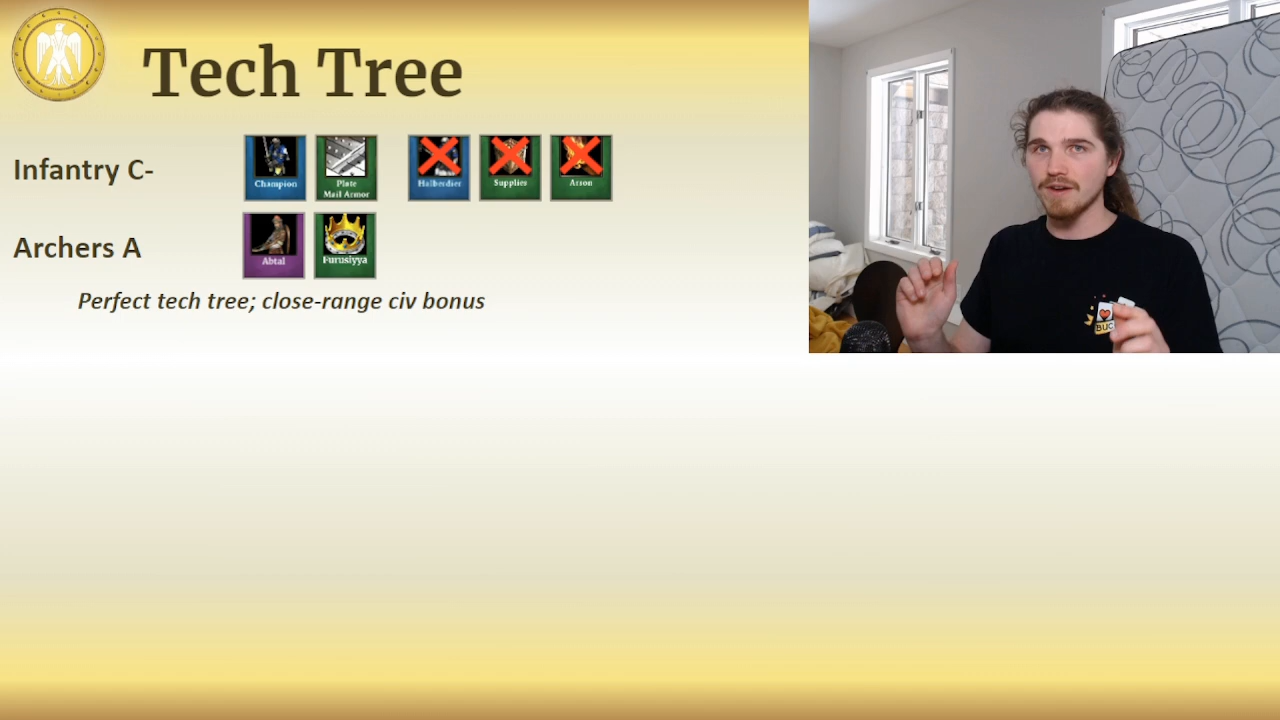 Tech Tree
Infantry C-
Champion
Plate
Mail Armor
Halberdier
Supplies
Arson
Archers A
Abtal
Furusiyya
Perfect tech tree; close-range civ bonus
BUC